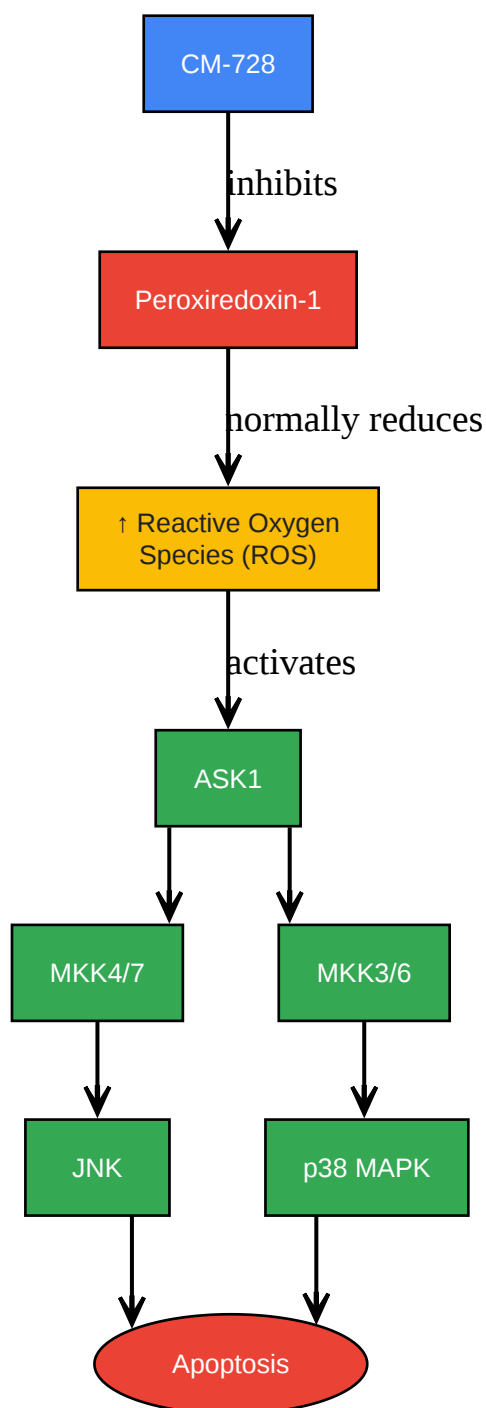 CM-728
inhibits
Peroxiredoxin-1
normally reduces
↑ Reactive Oxygen
Species (ROS)
activates
ASK1
MKK4/7
MKK3/6
JNK
p38 MAPK
Apoptosis